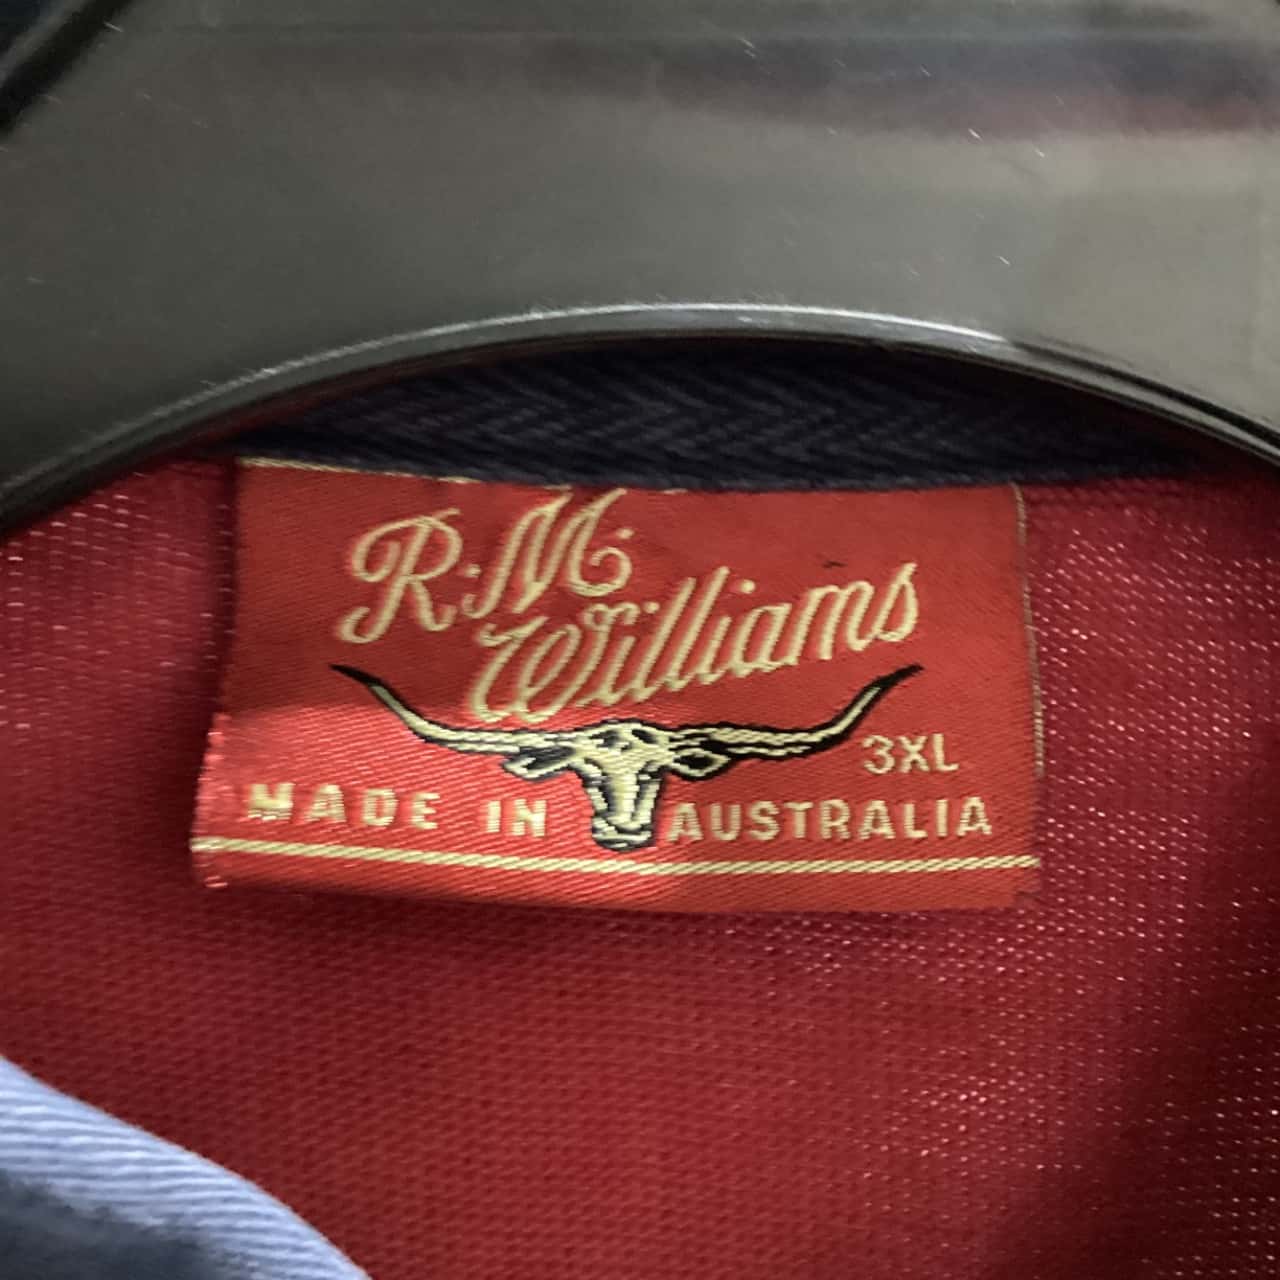 R.M.
Williams
3XL
MADE IN AUSTRALIA